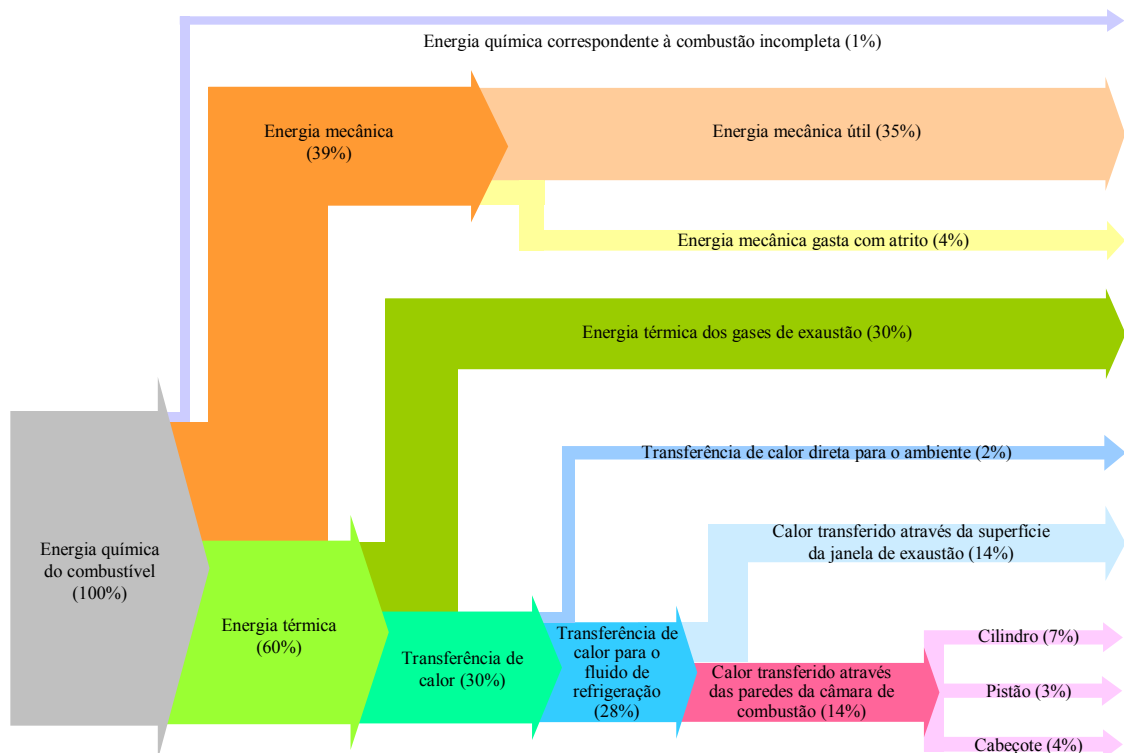 Energia química correspondente à combustão incompleta (1%)
Energia mecânica
(39%)
Energia mecânica útil (35%)
Energia mecânica gasta com atrito (4%)
Energia térmica dos gases de exaustão (30%)
Transferência de calor direta para o ambiente (2%)
Calor transferido através da superfície
da janela de exaustão (14%)
Energia química
do combustível
(100%)
Energia térmica
(60%)
Transferência de
calor (30%)
Transferência de
calor para o
fluido de
refrigeração
(28%)
Calor transferido através
das paredes da câmara de
combustão (14%)
Cilindro (7%)
Pistão (3%)
Cabeçote (4%)